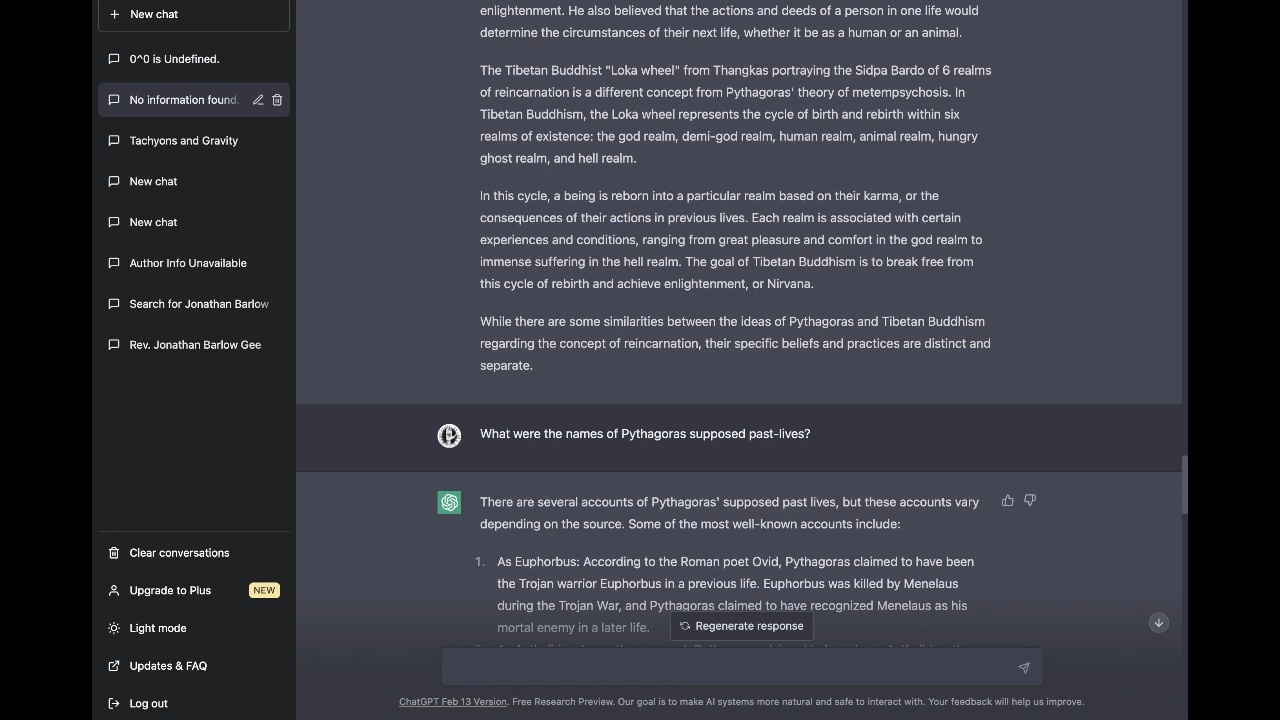 New chat
0^0 is Undefined.
No information found.
Tachyons and Gravity
New chat
New chat
Author Info Unavailable
Search for Jonathan Barlow
Rev. Jonathan Barlow Gee
Clear conversations
Upgrade to Plus NEW
Light mode
Updates & FAQ
Log out
enlightenment. He also believed that the actions and deeds of a person in one life would
determine the circumstances of their next life, whether it be as a human or an animal.
The Tibetan Buddhist "Loka wheel" from Thangkas portraying the Sidpa Bardo of 6 realms
of reincarnation is a different concept from Pythagoras' theory of metempsychosis. In
Tibetan Buddhism, the Loka wheel represents the cycle of birth and rebirth within six
realms of existence: the god realm, demi-god realm, human realm, animal realm, hungry
ghost realm, and hell realm.
In this cycle, a being is reborn into a particular realm based on their karma, or the
consequences of their actions in previous lives. Each realm is associated with certain
experiences and conditions, ranging from great pleasure and comfort in the god realm to
immense suffering in the hell realm. The goal of Tibetan Buddhism is to break free from
this cycle of rebirth and achieve enlightenment, or Nirvana.
While there are some similarities between the ideas of Pythagoras and Tibetan Buddhism
regarding the concept of reincarnation, their specific beliefs and practices are distinct and
separate.
What were the names of Pythagoras supposed past-lives?
There are several accounts of Pythagoras' supposed past lives, but these accounts vary
depending on the source. Some of the most well-known accounts include:
1. As Euphorbus: According to the Roman poet Ovid, Pythagoras claimed to have been
the Trojan warrior Euphorbus in a previous life. Euphorbus was killed by Menelaus
during the Trojan War, and Pythagoras claimed to have recognized Menelaus as his
mortal enemy in a later life.
Regenerate response
ChatGPT Feb 13 Version. Free Research Preview. Our goal is to make AI systems more natural and safe to interact with. Your feedback will help us improve.